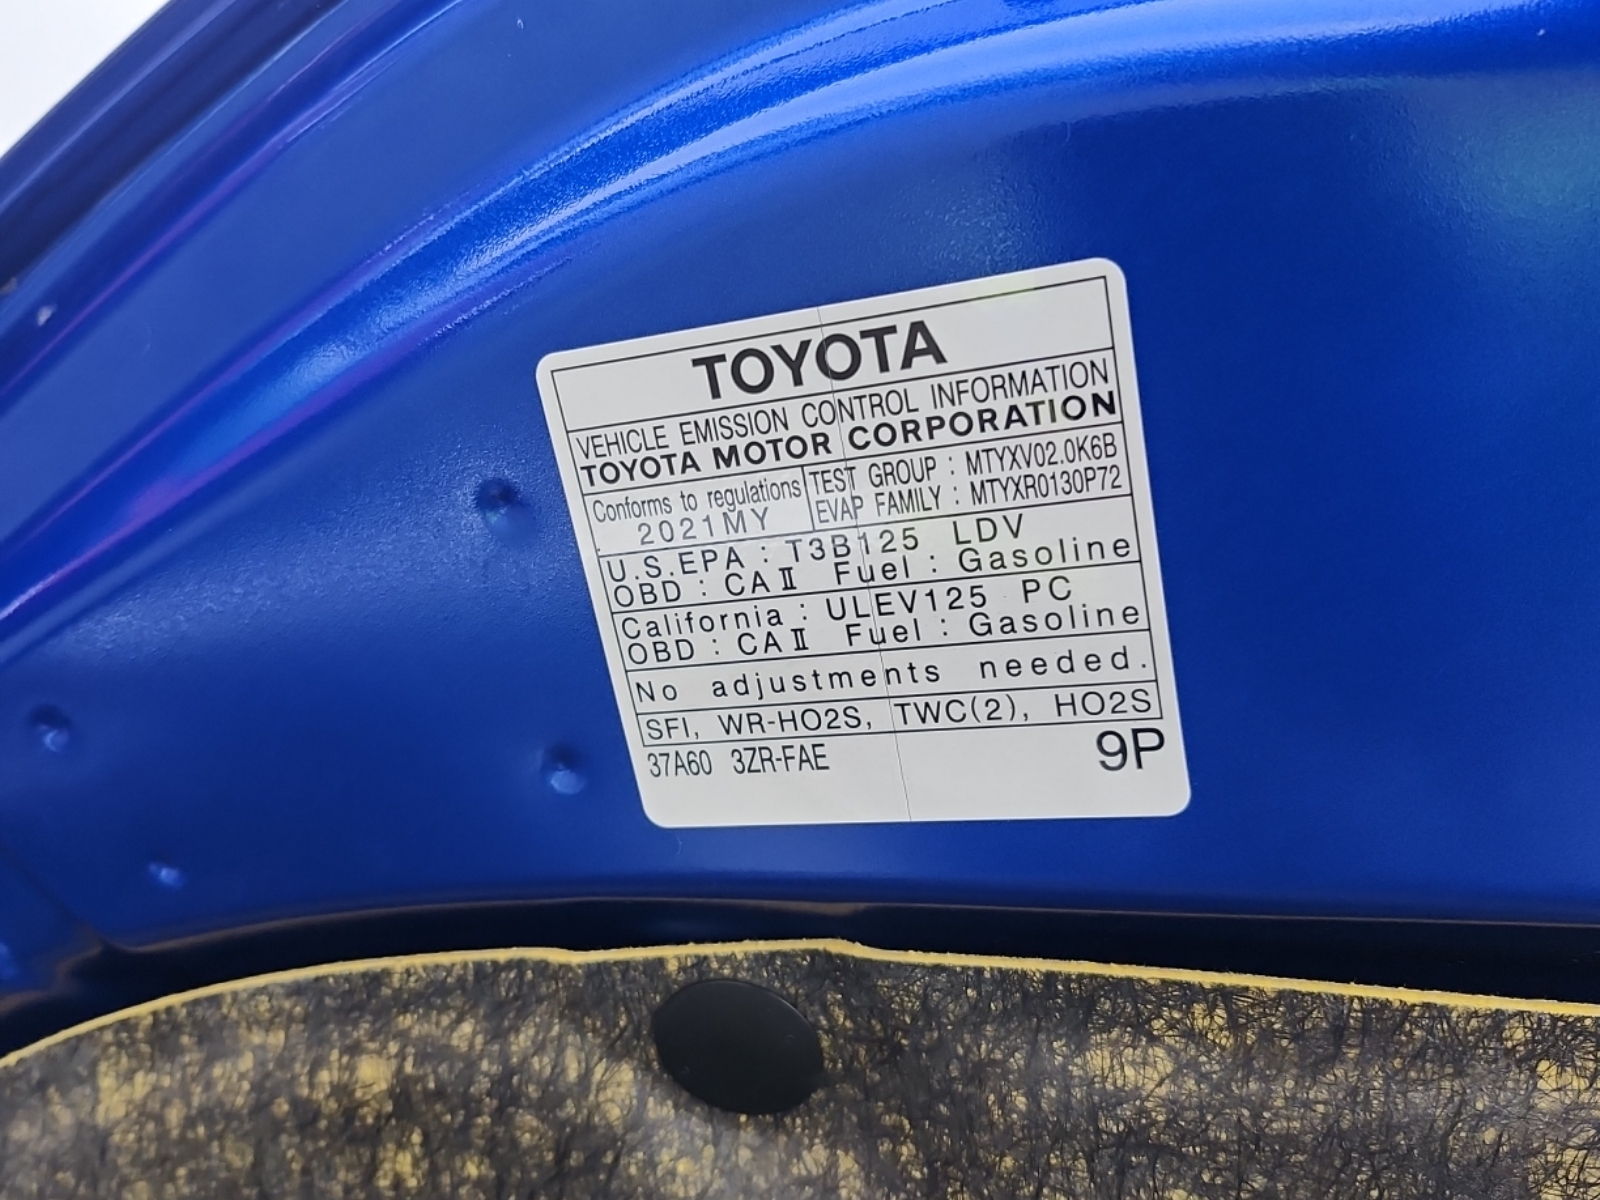 TOYOTA
VEHICLE EMISSION CONTROL INFORMATION
TOYOTA MOTOR CORPORATION
Conforms to regulations
2021MY
TEST GROUP : MTYXV02.0K6B
EVAP FAMILY : MTYXR0130P72
U.S.EPA : T3B125 LDV
OBD : CAⅡ Fuel : Gasoline
California : ULEV125 PC
OBD : CAⅡ Fuel : Gasoline
No adjustments needed.
SFI, WR-HO2S, TWC(2), HO2S
37A60 3ZR-FAE 9P